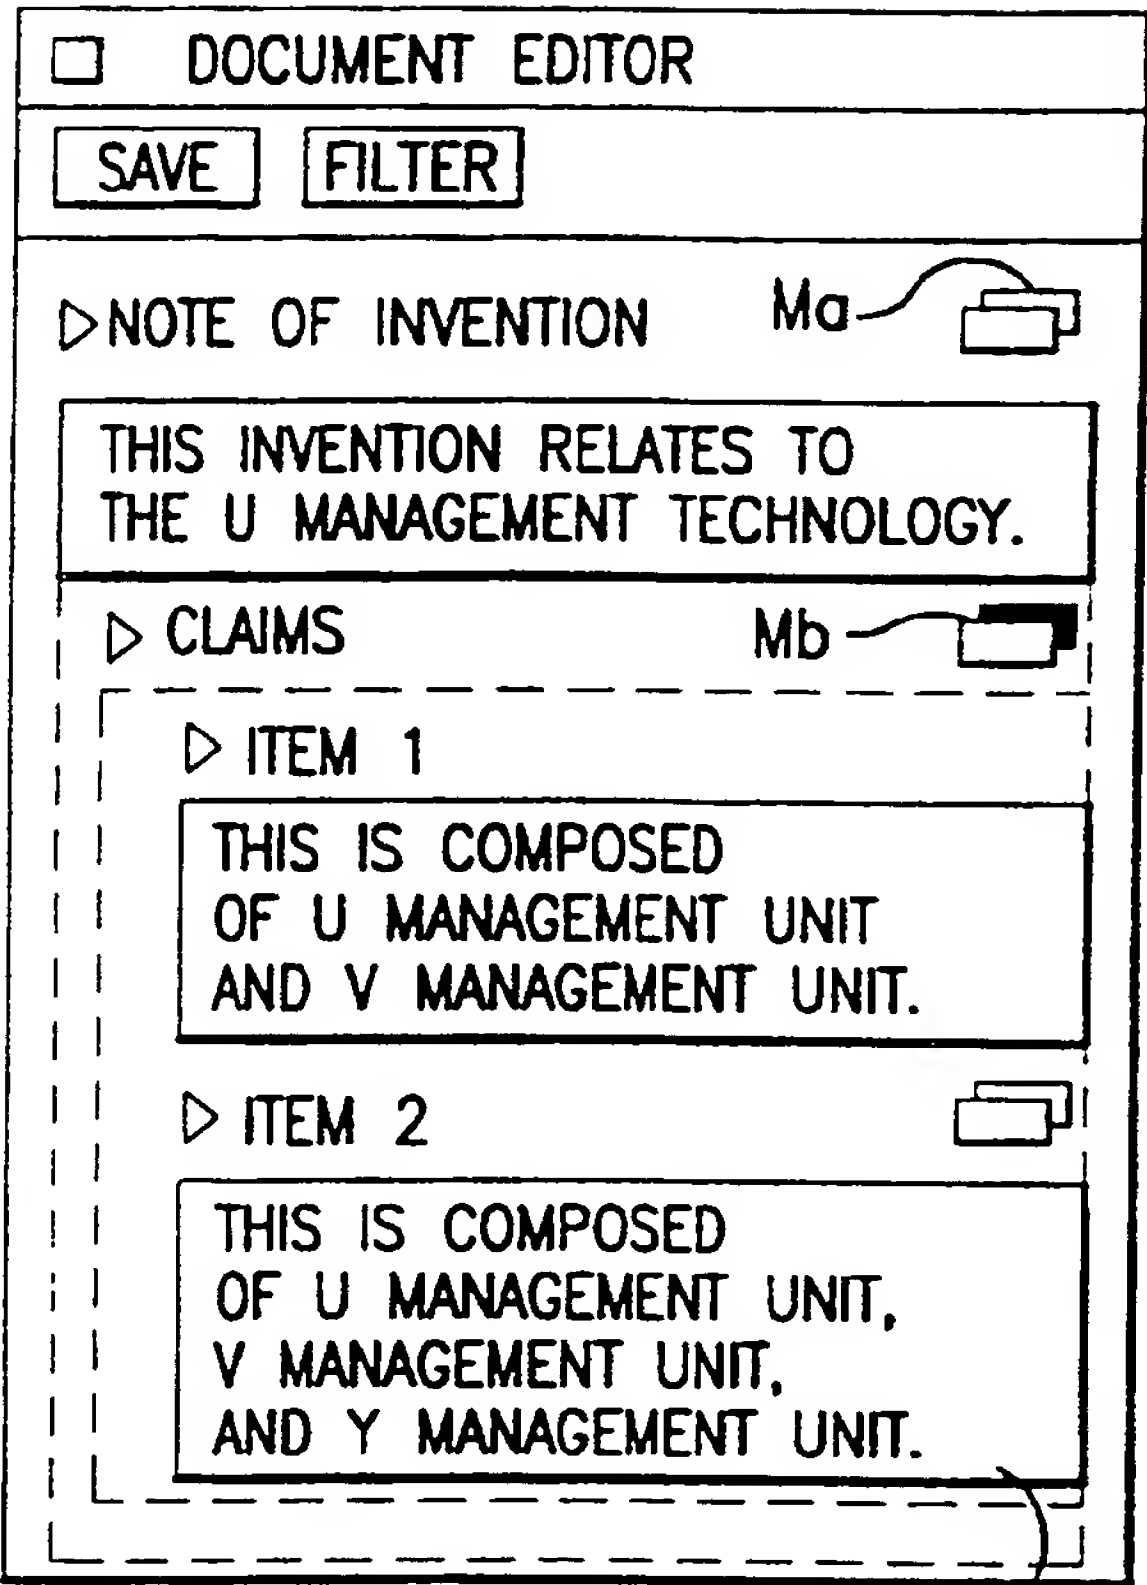 DOCUMENT EDITOR
SAVE FILTER
NOTE OF INVENTION Ma
THIS INVENTION RELATES TO
THE U MANAGEMENT TECHNOLOGY.
CLAIMS Mb
ITEM 1
THIS IS COMPOSED
OF U MANAGEMENT UNIT
AND V MANAGEMENT UNIT.
ITEM 2
THIS IS COMPOSED
OF U MANAGEMENT UNIT,
V MANAGEMENT UNIT,
AND Y MANAGEMENT UNIT.